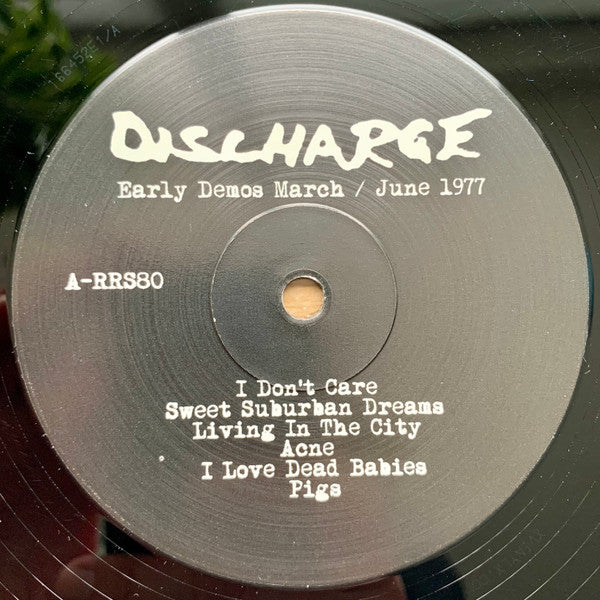 DISCHARGE
Early Demos March / June 1977
A-RRS80
I Don't Care
Sweet Suburban Dreams
Living In The City
Acne
I Love Dead Babies
Pigs